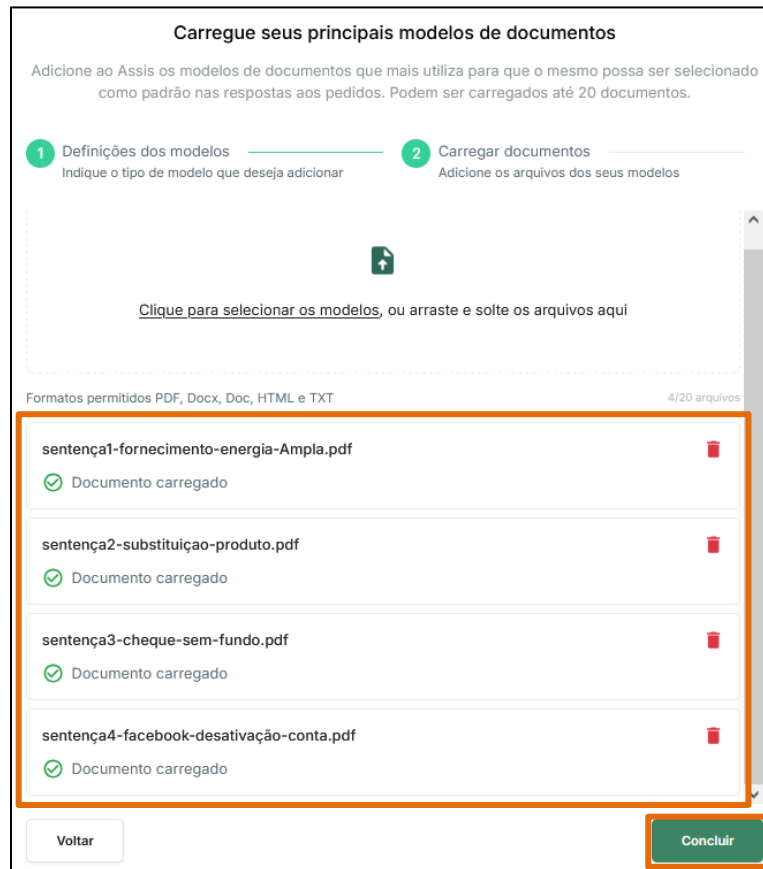 Carregue seus principais modelos de documentos
Adicione ao Assis os modelos de documentos que mais utiliza para que o mesmo possa ser selecionado
como padrão nas respostas aos pedidos. Podem ser carregados até 20 documentos.
1 Definições dos modelos
Indique o tipo de modelo que deseja adicionar
2 Carregar documentos
Adicione os arquivos dos seus modelos
Clique para selecionar os modelos, ou arraste e solte os arquivos aqui
Formatos permitidos PDF, Docx, Doc, HTML e TXT
4/20 arquivos
sentença1-fornecimento-energia-Ampla.pdf
Documento carregado
sentença2-substituiçao-produto.pdf
Documento carregado
sentença3-cheque-sem-fundo.pdf
Documento carregado
sentença4-facebook-desativação-conta.pdf
Documento carregado
Voltar
Concluir